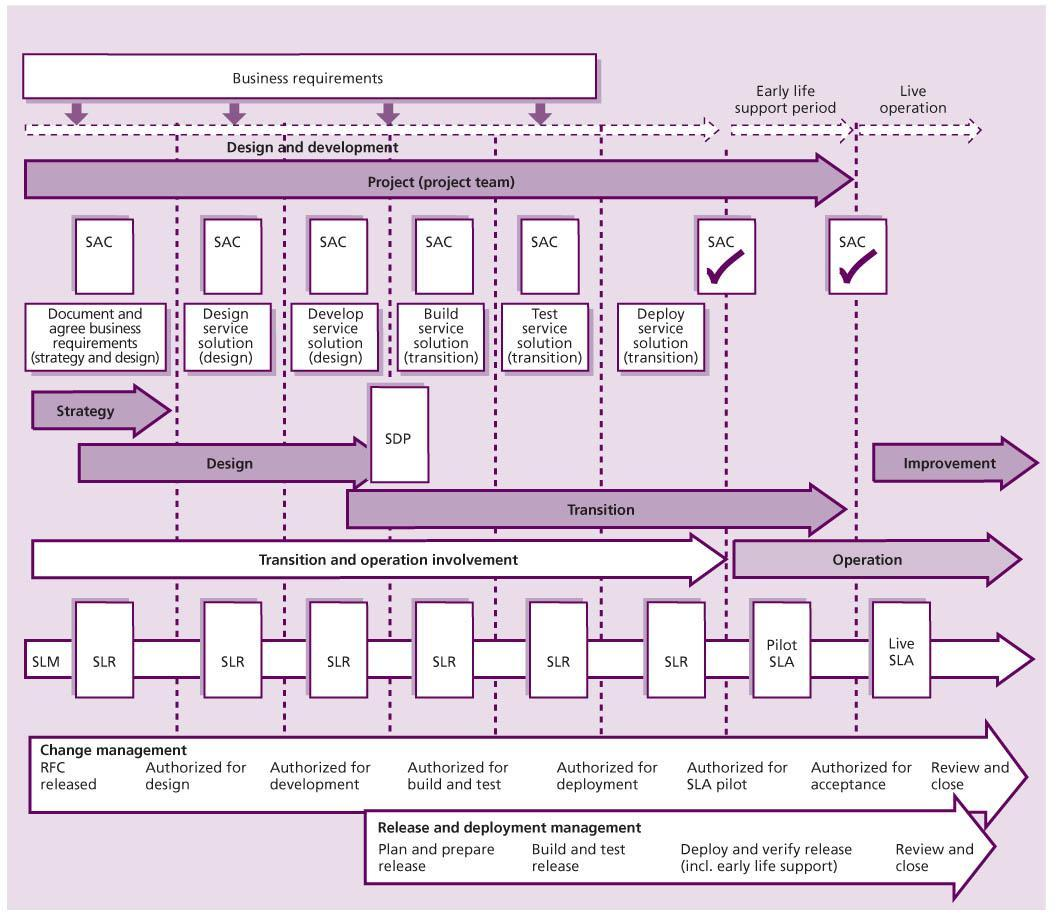 Business requirements
Early life
support period
Live
operation
Design and development
Project (project team)
SAC
SAC
SAC
SAC
SAC
SAC
SAC
Document and
agree business
requirements
(strategy and design)
Design
service
solution
(design)
Develop
service
solution
(design)
Build
service
solution
(transition)
Test
service
solution
(transition)
Deploy
service
solution
(transition)
Strategy
SDP
Design
Improvement
Transition
Transition and operation involvement
Operation
SLM
SLR
SLR
SLR
SLR
SLR
SLR
Pilot
SLA
Live
SLA
Change management
RFC
released
Authorized for
design
Authorized for
development
Authorized for
build and test
Authorized for
deployment
Authorized for
SLA pilot
Authorized for
acceptance
Review and
close
Release and deployment management
Plan and prepare
release
Build and test
release
Deploy and verify release
(incl. early life support)
Review and
close